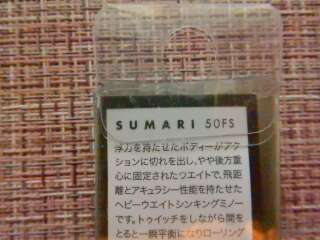 SUMARI 50FS
浮力を持たせたボディーがアク
ションに切れを出し、やや後方重
心に固定されたウエイトで、飛距
離とアキュラシー性能を持たせた
ヘビーウエイトシンキングミノー
です。トゥイッチをしながら間を
とると一瞬平衡になりローリング